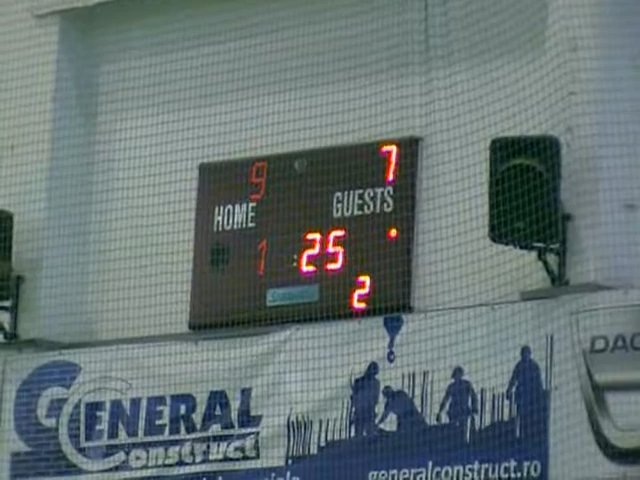 9 7
HOME GUESTS
1 :25
2
GENERAL
Construct
generalconstruct.ro
DAC